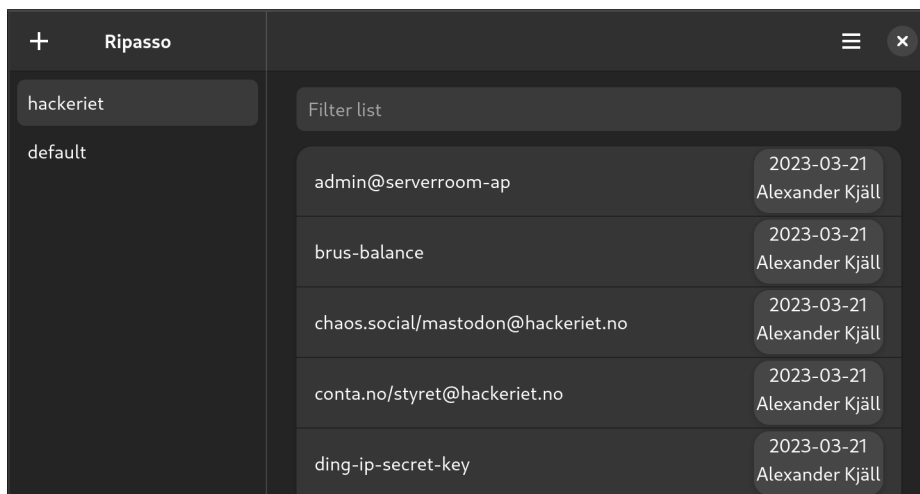 Ripasso
hackeriet
default
Filter list
admin@serverroom-ap
2023-03-21
Alexander Kjäll
brus-balance
2023-03-21
Alexander Kjäll
chaos.social/mastodon@hackeriet.no
2023-03-21
Alexander Kjäll
conta.no/styret@hackeriet.no
2023-03-21
Alexander Kjäll
ding-ip-secret-key
2023-03-21
Alexander Kjäll